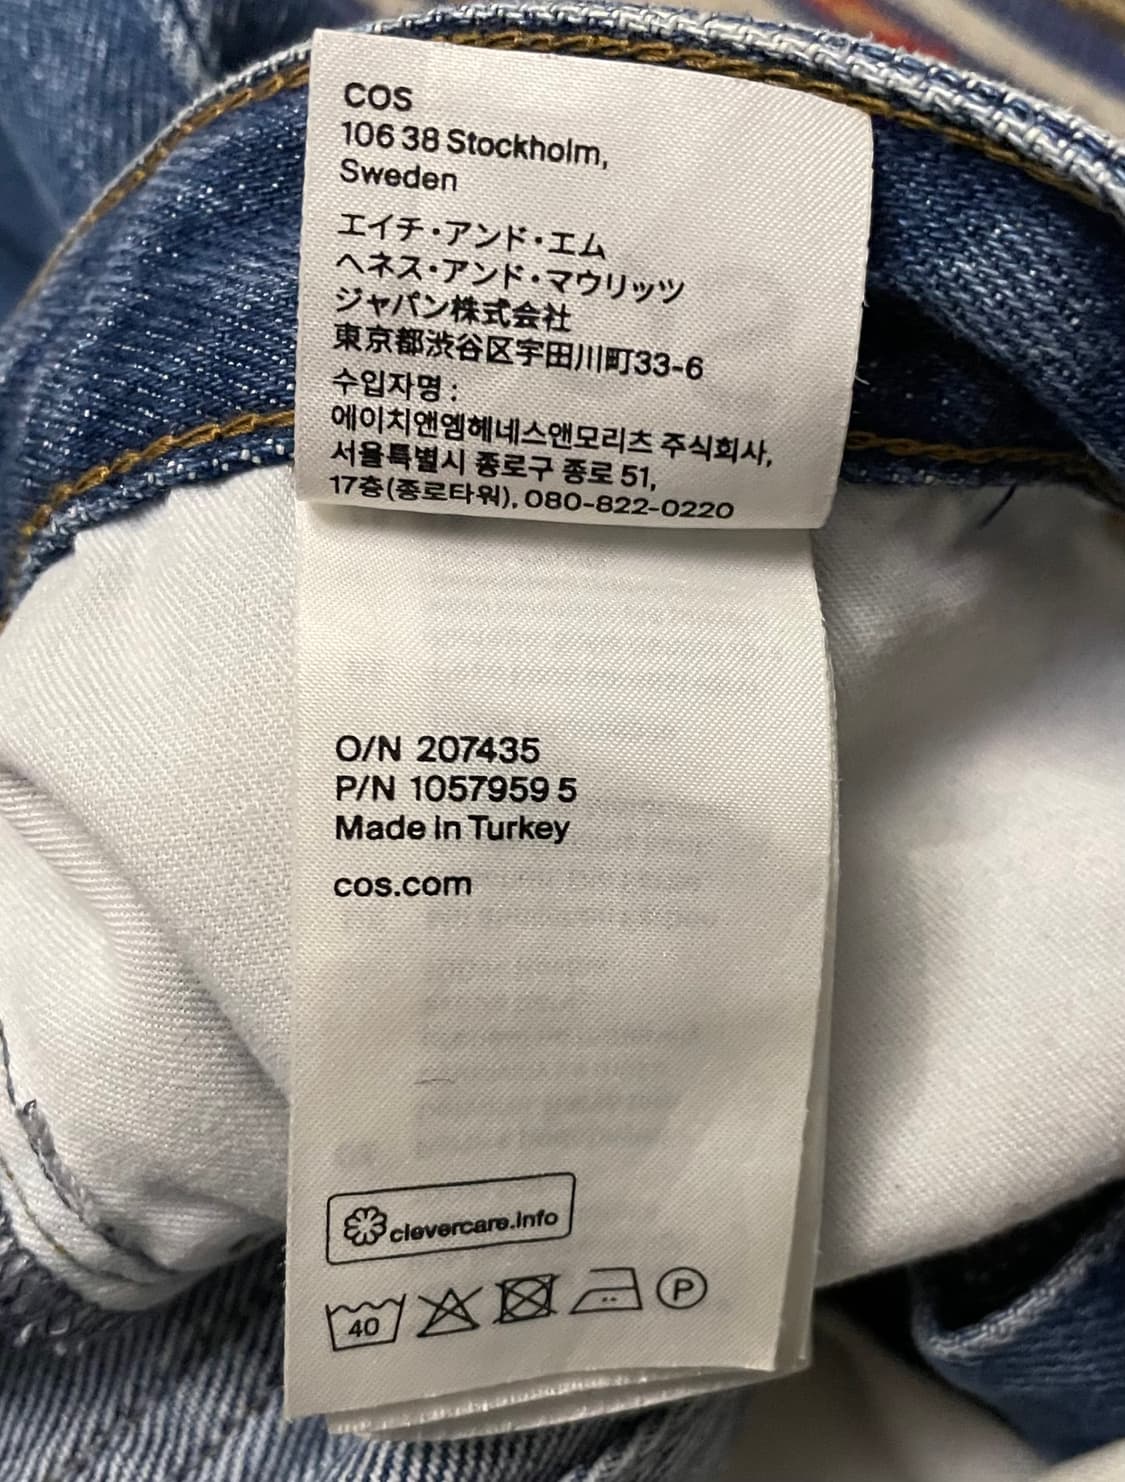 COS
106 38 Stockholm,
Sweden
エイチ・アンド・エム
ヘネス・アンド・マウリッツ
ジャパン株式会社
東京都渋谷区宇田川町33-6
수입자명 :
에이치앤엠헤네스앤모리츠 주식회사,
서울특별시 종로구 종로 51,
17층(종로타워), 080-822-0220
O/N 207435
P/N 1057959 5
Made in Turkey
cos.com
clevercare.info
40
P